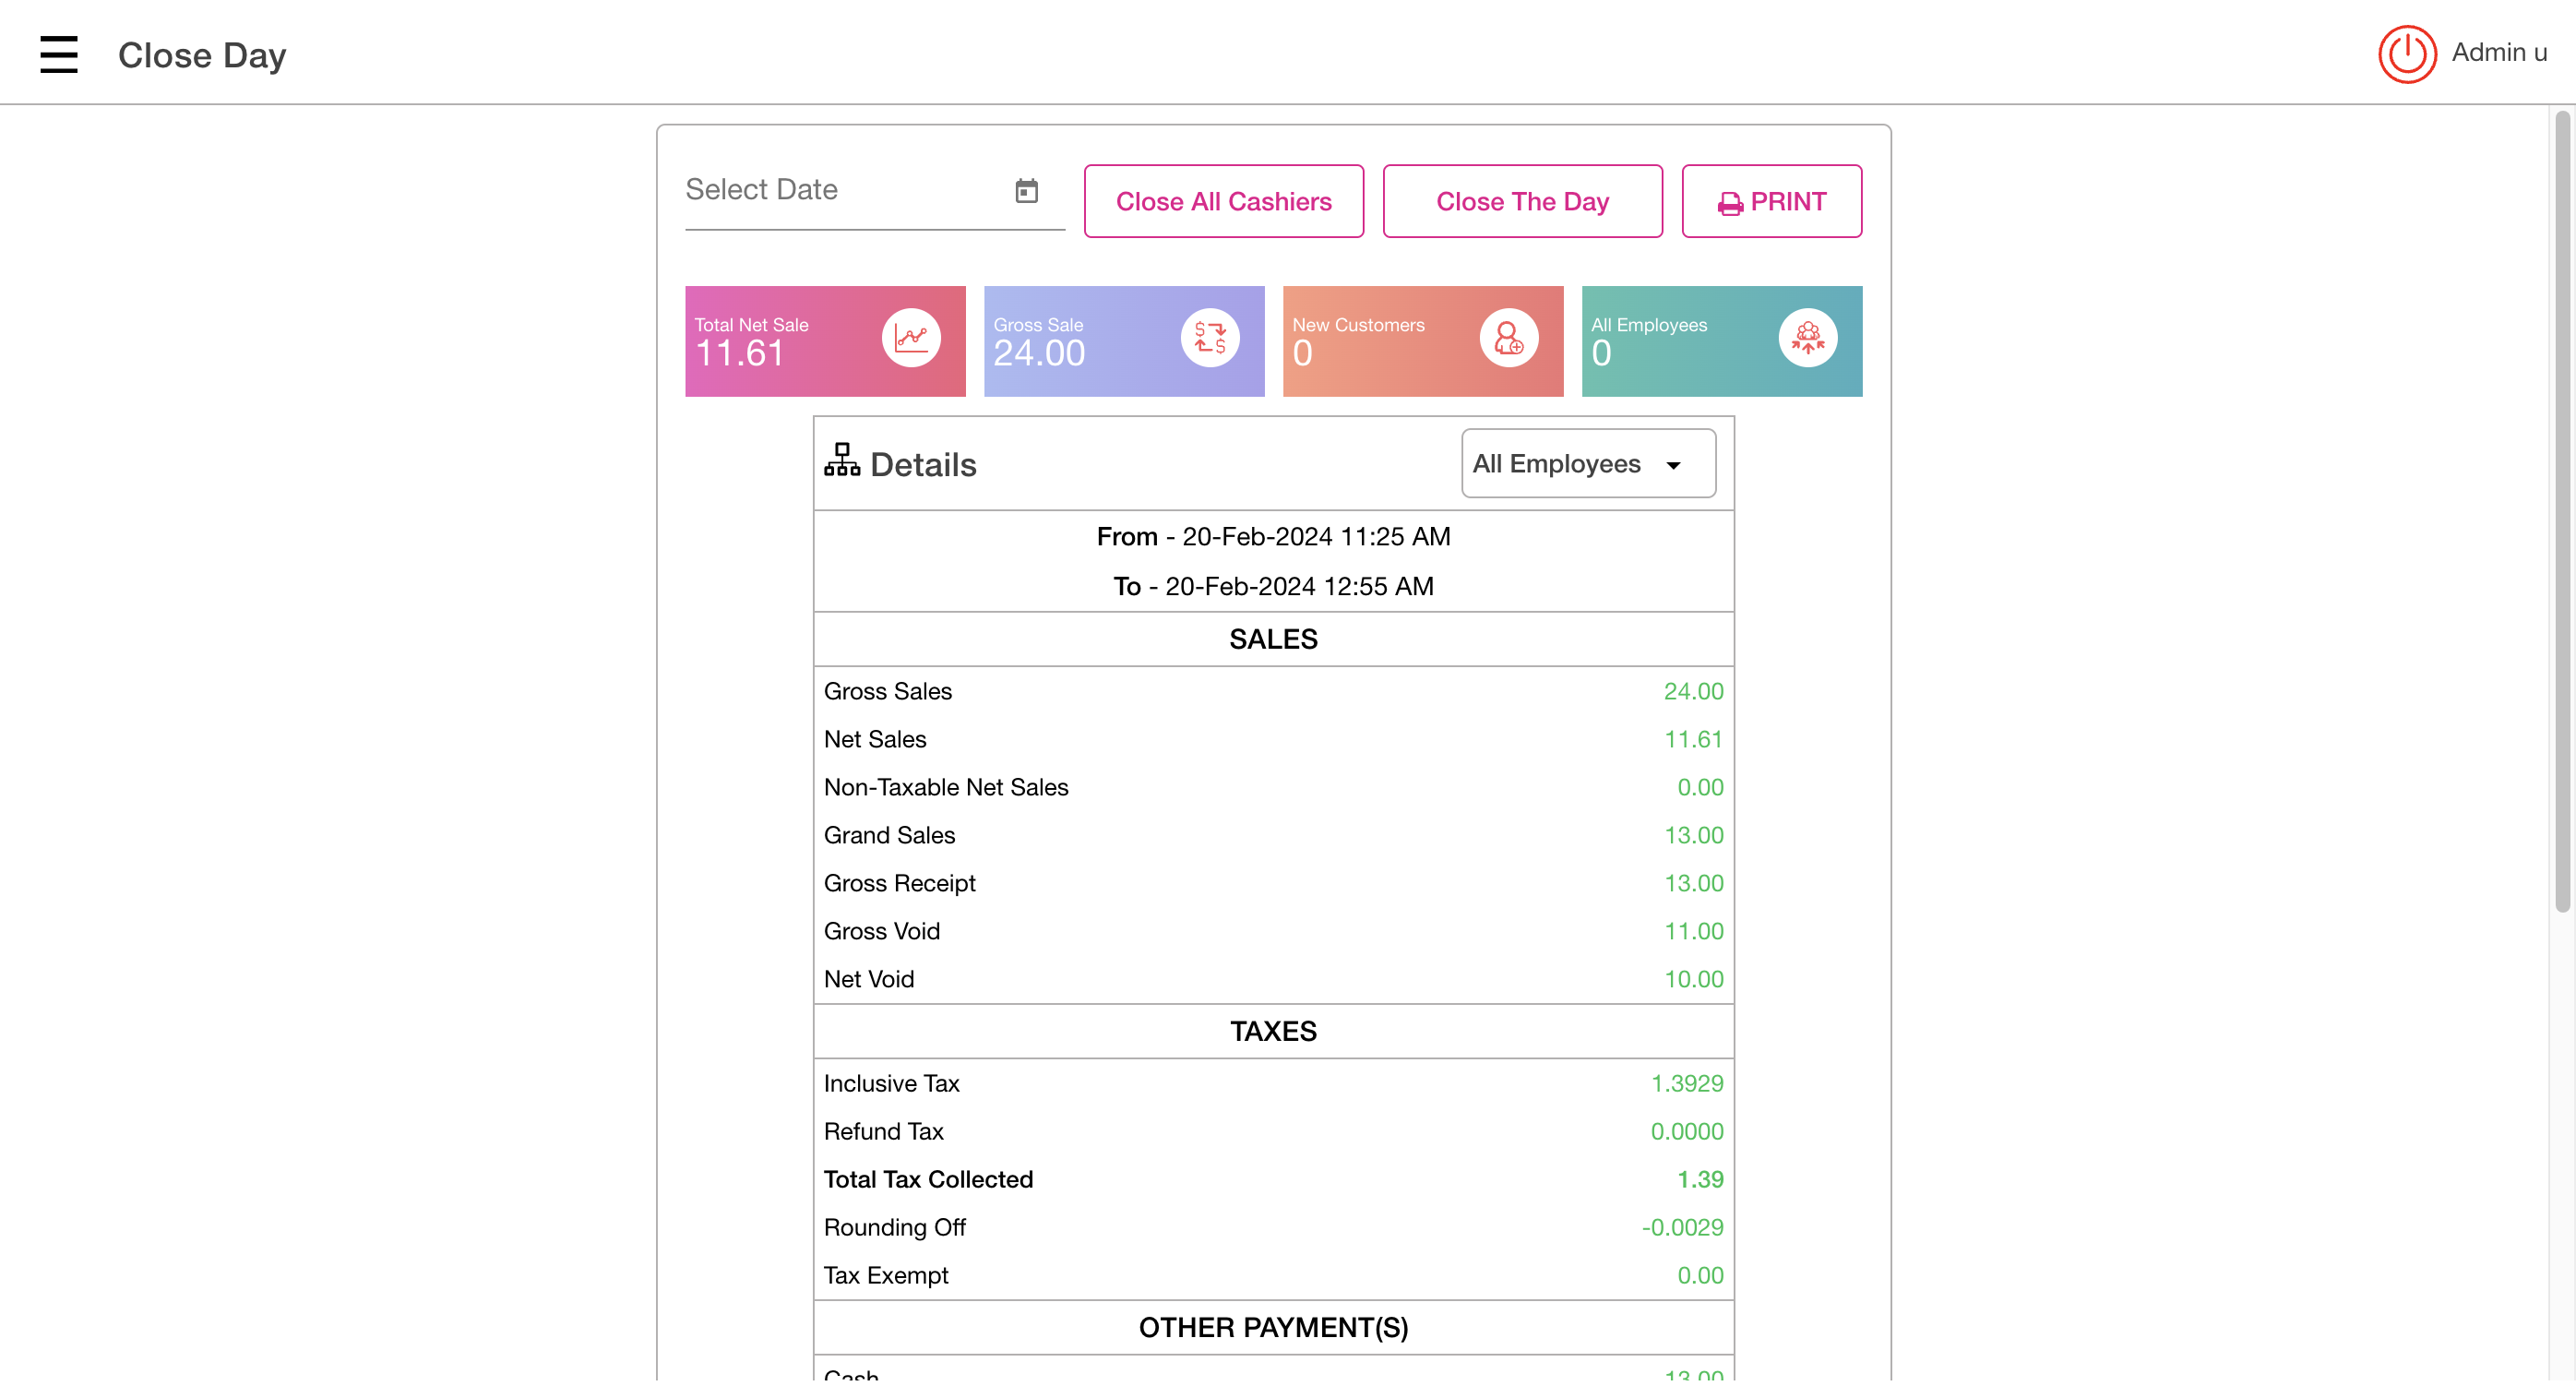 Close Day
Admin u
Select Date
Close All Cashiers
Close The Day
PRINT
Total Net Sale
11.61
Gross Sale
24.00
New Customers
0
All Employees
0
Details
All Employees
From - 20-Feb-2024 11:25 AM
To - 20-Feb-2024 12:55 AM
SALES
Gross Sales 24.00
Net Sales 11.61
Non-Taxable Net Sales 0.00
Grand Sales 13.00
Gross Receipt 13.00
Gross Void 11.00
Net Void 10.00
TAXES
Inclusive Tax 1.3929
Refund Tax 0.0000
Total Tax Collected 1.39
Rounding Off -0.0029
Tax Exempt 0.00
OTHER PAYMENT(S)
Cash 13.00